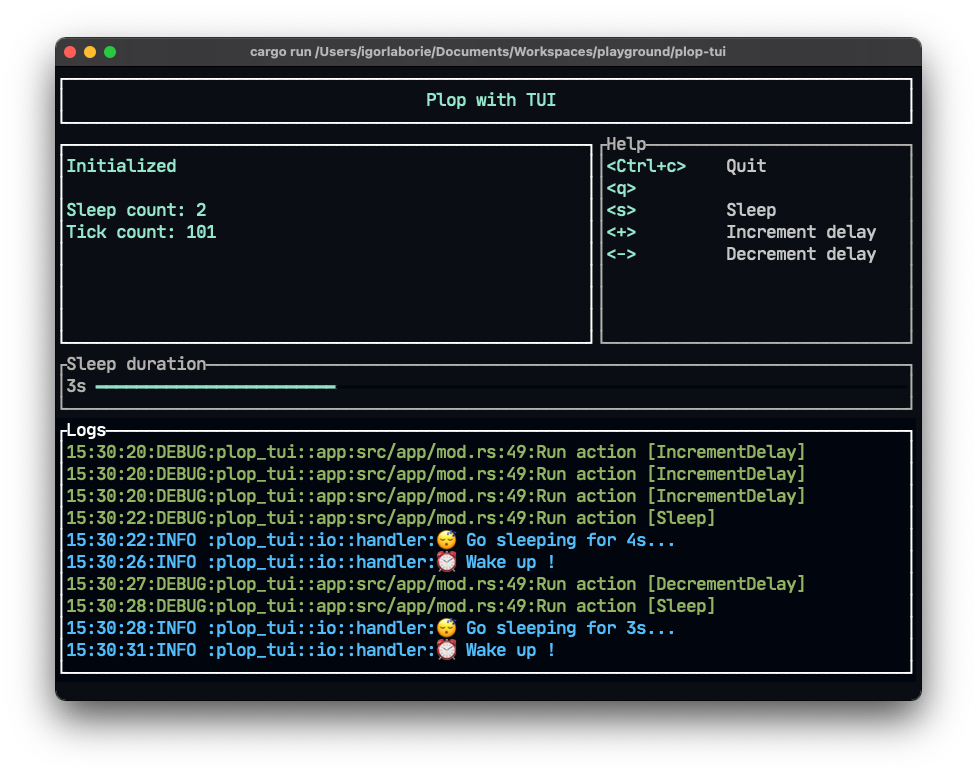 cargo run /Users/igorlaborie/Documents/Workspaces/playground/plop-tui
Plop with TUI
Initialized
Sleep count: 2
Tick count: 101
Help
<Ctrl+c> Quit
<q>
<s> Sleep
<+> Increment delay
<-> Decrement delay
Sleep duration
3s
Logs
15:30:20:DEBUG:plop_tui::app:src/app/mod.rs:49:Run action [IncrementDelay]
15:30:20:DEBUG:plop_tui::app:src/app/mod.rs:49:Run action [IncrementDelay]
15:30:20:DEBUG:plop_tui::app:src/app/mod.rs:49:Run action [IncrementDelay]
15:30:22:DEBUG:plop_tui::app:src/app/mod.rs:49:Run action [Sleep]
15:30:22:INFO :plop_tui::io::handler:😴 Go sleeping for 4s...
15:30:26:INFO :plop_tui::io::handler:⏰ Wake up !
15:30:27:DEBUG:plop_tui::app:src/app/mod.rs:49:Run action [DecrementDelay]
15:30:28:DEBUG:plop_tui::app:src/app/mod.rs:49:Run action [Sleep]
15:30:28:INFO :plop_tui::io::handler:😴 Go sleeping for 3s...
15:30:31:INFO :plop_tui::io::handler:⏰ Wake up !